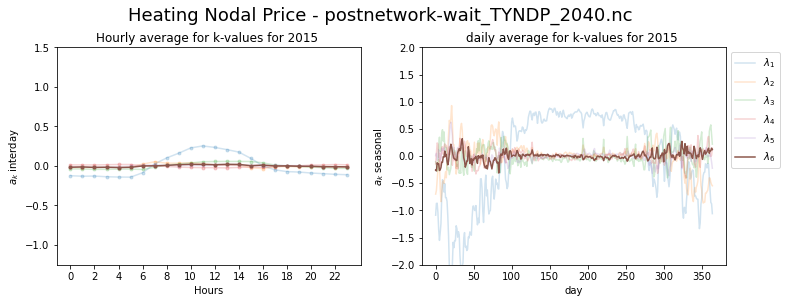 Heating Nodal Price - postnetwork-wait_TYNDP_2040.nc
Hourly average for k-values for 2015
1.5
1.0
0.5
0.0
−0.5
−1.0
a_k interday
0 2 4 6 8 10 12 14 16 18 20 22
Hours
daily average for k-values for 2015
2.0
1.5
1.0
0.5
0.0
−0.5
−1.0
−1.5
−2.0
a_k seasonal
0 50 100 150 200 250 300 350
day
λ₁
λ₂
λ₃
λ₄
λ₅
λ₆